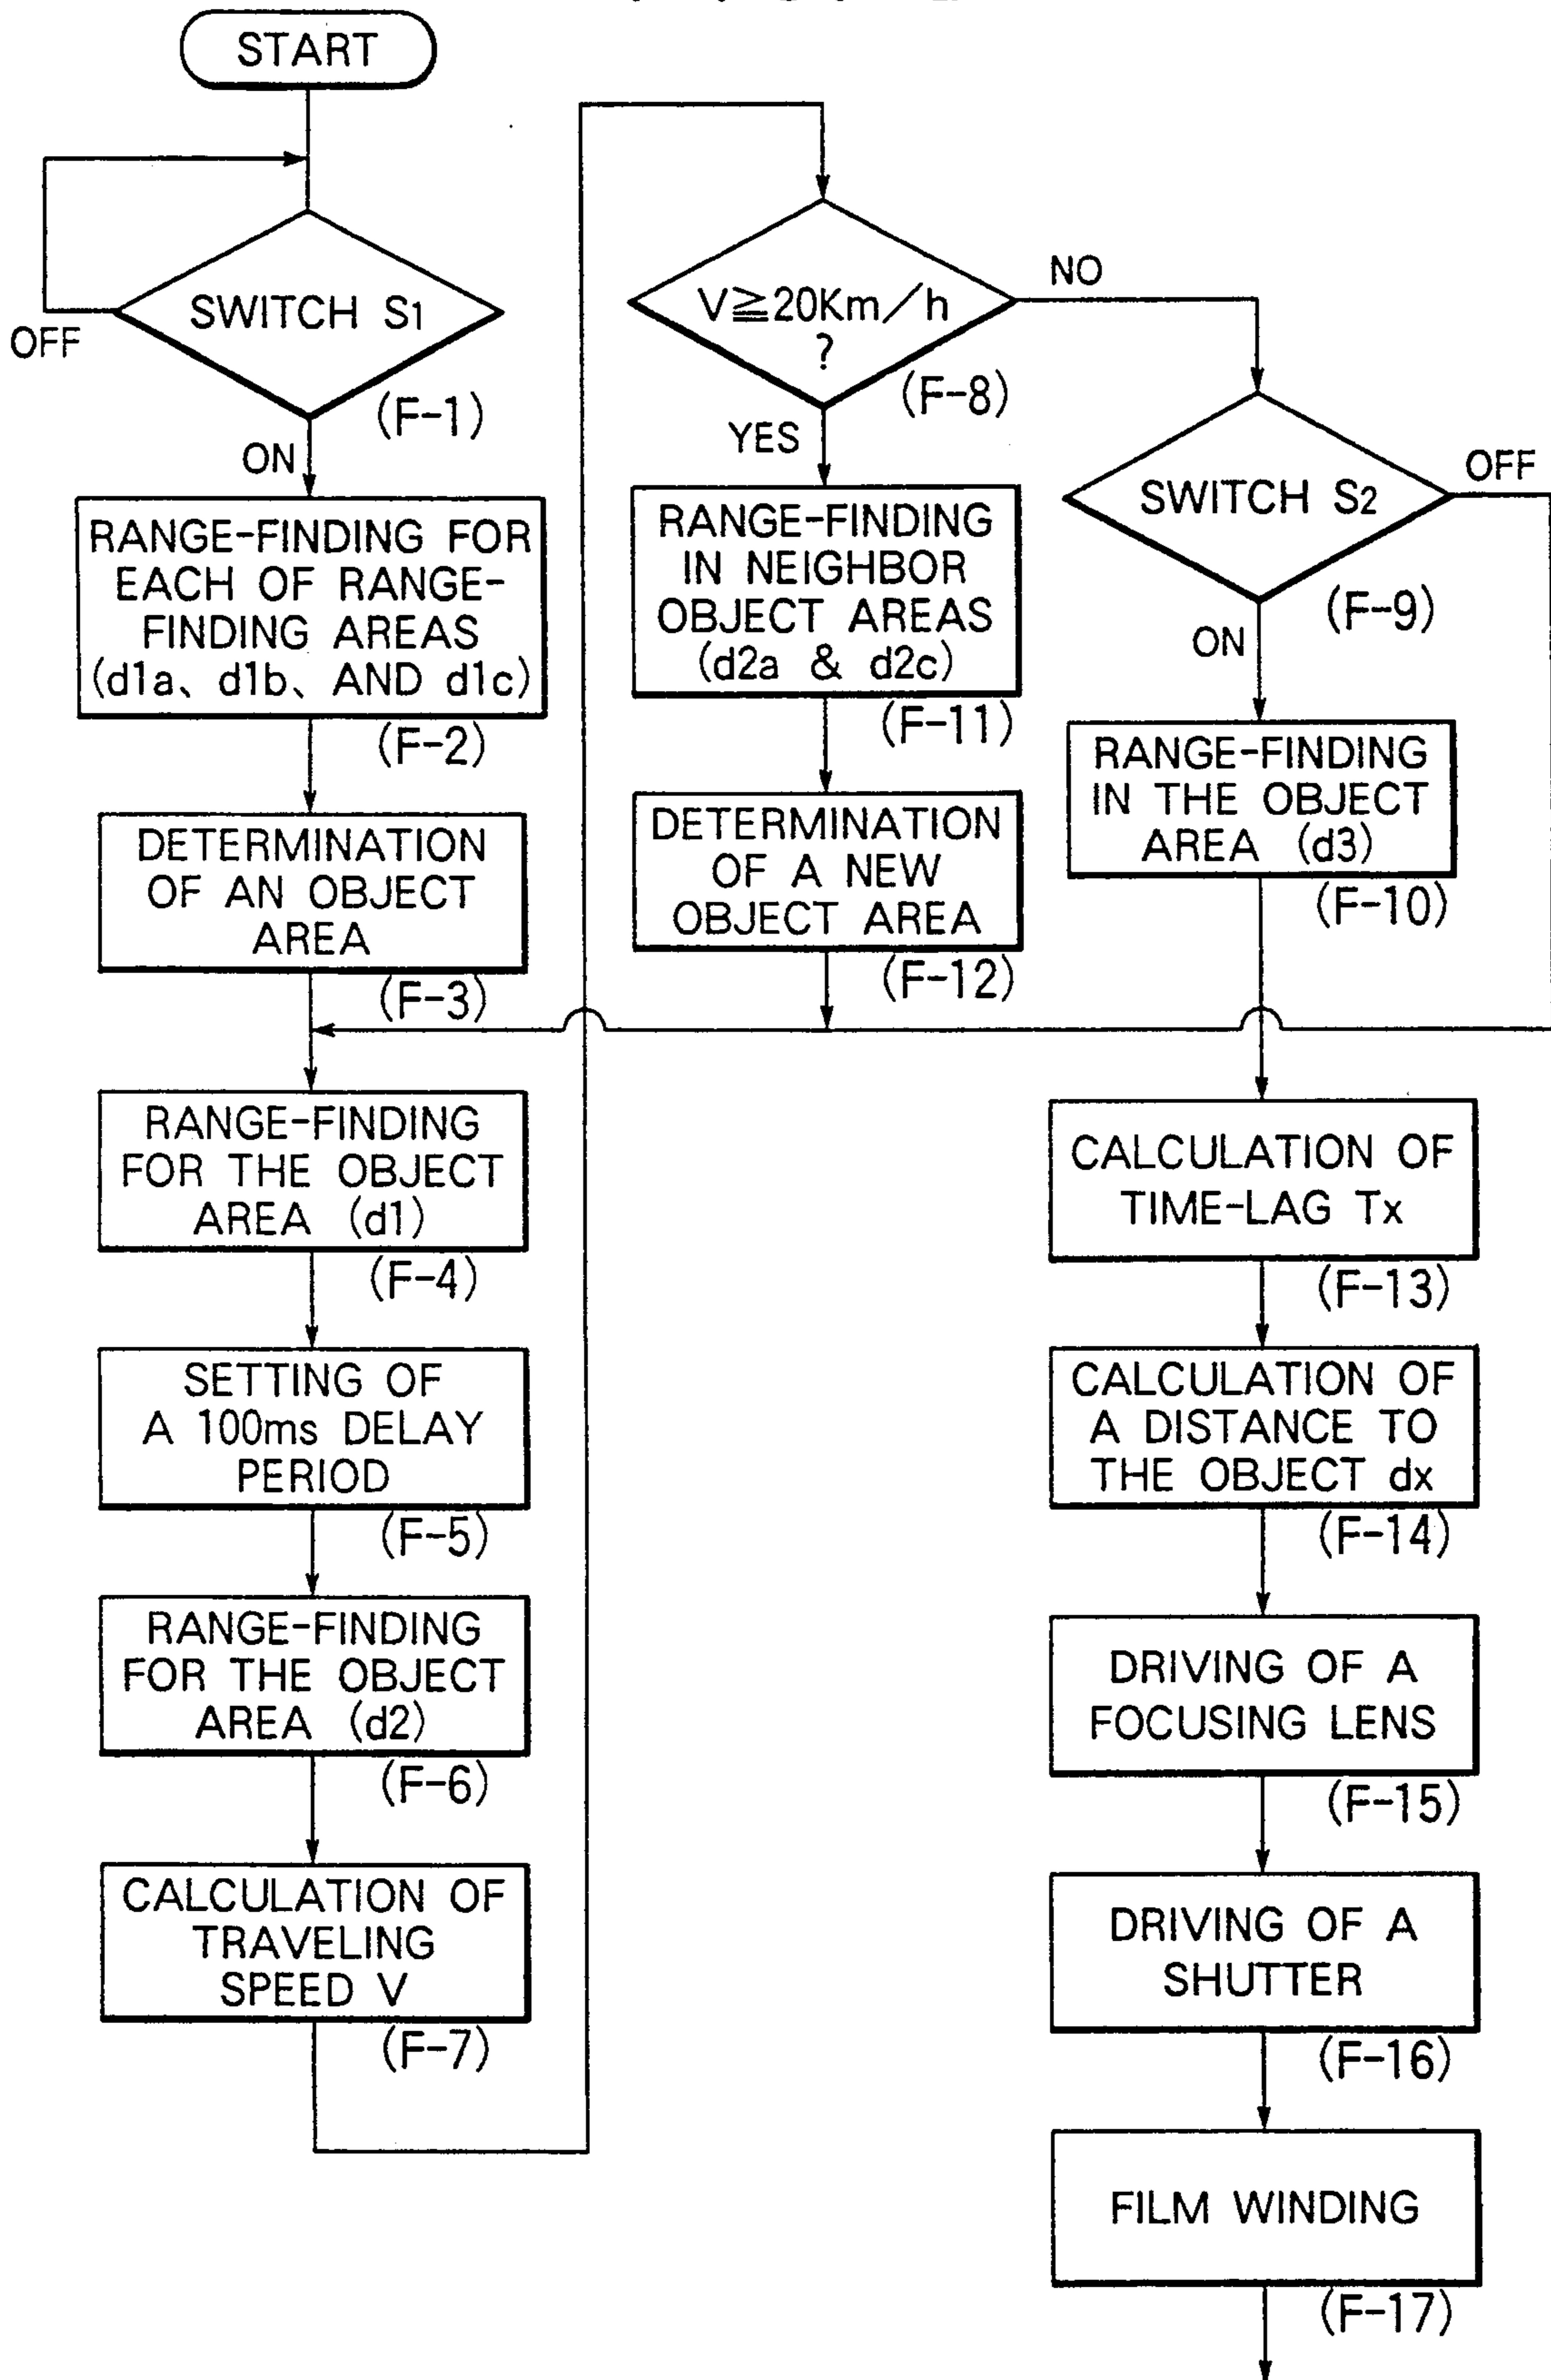 START
SWITCH S1
OFF
(F-1)
ON
RANGE-FINDING FOR
EACH OF RANGE-
FINDING AREAS
(d1a、d1b、AND d1c)
(F-2)
DETERMINATION
OF AN OBJECT
AREA
(F-3)
RANGE-FINDING
FOR THE OBJECT
AREA (d1)
(F-4)
SETTING OF
A 100ms DELAY
PERIOD
(F-5)
RANGE-FINDING
FOR THE OBJECT
AREA (d2)
(F-6)
CALCULATION OF
TRAVELING
SPEED V
(F-7)
V≧20Km/h
?
(F-8)
NO
YES
RANGE-FINDING
IN NEIGHBOR
OBJECT AREAS
(d2a & d2c)
(F-11)
DETERMINATION
OF A NEW
OBJECT AREA
(F-12)
SWITCH S2
OFF
(F-9)
ON
RANGE-FINDING
IN THE OBJECT
AREA (d3)
(F-10)
CALCULATION OF
TIME-LAG Tx
(F-13)
CALCULATION OF
A DISTANCE TO
THE OBJECT dx
(F-14)
DRIVING OF A
FOCUSING LENS
(F-15)
DRIVING OF A
SHUTTER
(F-16)
FILM WINDING
(F-17)